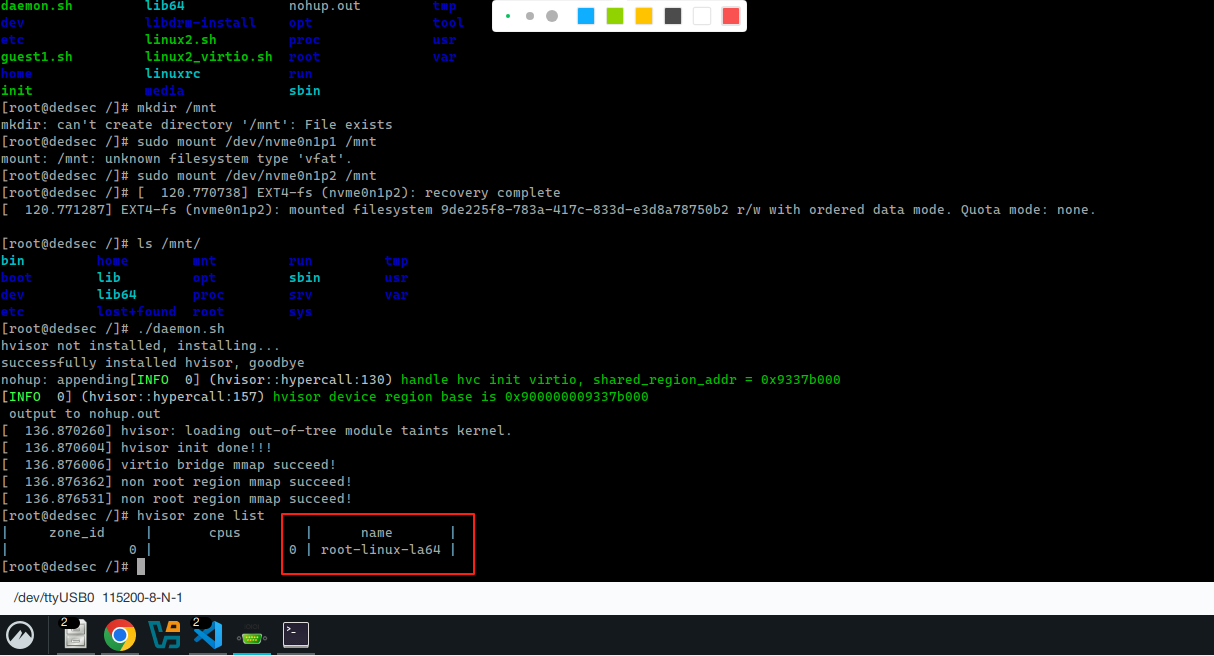 daemon.sh         lib64             nohup.out         tmp
dev               libdrm-install    opt               tool
etc               linux2.sh         proc              usr
guest1.sh         linux2_virtio.sh  root              var
home              linuxrc           run
init              media             sbin
[root@dedsec /]# mkdir /mnt
mkdir: can't create directory '/mnt': File exists
[root@dedsec /]# sudo mount /dev/nvme0n1p1 /mnt
mount: /mnt: unknown filesystem type 'vfat'.
[root@dedsec /]# sudo mount /dev/nvme0n1p2 /mnt
[root@dedsec /]# [  120.770738] EXT4-fs (nvme0n1p2): recovery complete
[  120.771287] EXT4-fs (nvme0n1p2): mounted filesystem 9de225f8-783a-417c-833d-e3d8a78750b2 r/w with ordered data mode. Quota mode: none.
[root@dedsec /]# ls /mnt/
bin         home        mnt         run         tmp
boot        lib         opt         sbin        usr
dev         lib64       proc        srv         var
etc         lost+found  root        sys
[root@dedsec /]# ./daemon.sh
hvisor not installed, installing...
successfully installed hvisor, goodbye
nohup: appending[INFO  0] (hvisor::hypercall:130) handle hvc init virtio, shared_region_addr = 0x9337b000
[INFO  0] (hvisor::hypercall:157) hvisor device region base is 0x900000009337b000
 output to nohup.out
[  136.870260] hvisor: loading out-of-tree module taints kernel.
[  136.870604] hvisor init done!!!
[  136.876006] virtio bridge mmap succeed!
[  136.876362] non root region mmap succeed!
[  136.876531] non root region mmap succeed!
[root@dedsec /]# hvisor zone list
|     zone_id     |       cpus        |      name       |
|               0 |                 0 | root-linux-la64 |
[root@dedsec /]#
/dev/ttyUSB0  115200-8-N-1
2 2